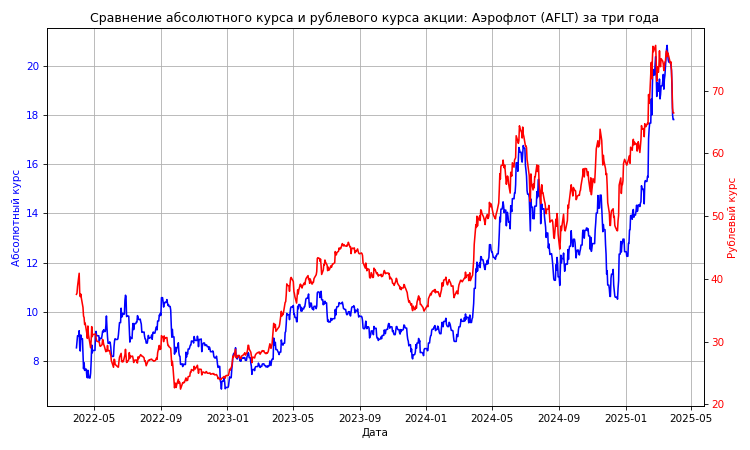 Сравнение абсолютного курса и рублевого курса акции: Аэрофлот (AFLT) за три года
Абсолютный курс
20
18
16
14
12
10
8
70
60
50
40
30
20
Рублевый курс
2022-05 2022-09 2023-01 2023-05 2023-09 2024-01 2024-05 2024-09 2025-01 2025-05
Дата